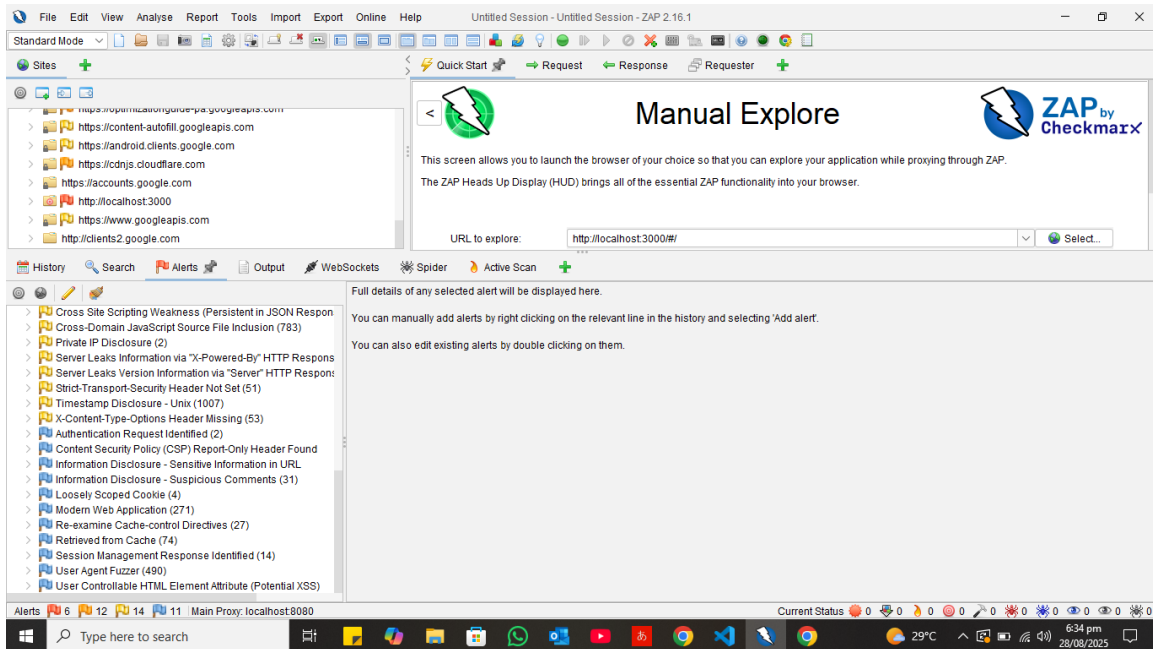 File Edit View Analyse Report Tools Import Export Online Help Untitled Session - Untitled Session - ZAP 2.16.1
Standard Mode
Sites
Quick Start Request Response Requester
https://optimizationguide-pa.googleapis.com
https://content-autofill.googleapis.com
https://android.clients.google.com
https://cdnjs.cloudflare.com
https://accounts.google.com
http://localhost:3000
https://www.googleapis.com
http://clients2.google.com
<
Manual Explore
ZAP by
Checkmarx
This screen allows you to launch the browser of your choice so that you can explore your application while proxying through ZAP.
The ZAP Heads Up Display (HUD) brings all of the essential ZAP functionality into your browser.
URL to explore: http://localhost:3000/#/ Select...
History Search Alerts Output WebSockets Spider Active Scan
Cross Site Scripting Weakness (Persistent in JSON Respon
Cross-Domain JavaScript Source File Inclusion (783)
Private IP Disclosure (2)
Server Leaks Information via "X-Powered-By" HTTP Respons
Server Leaks Version Information via "Server" HTTP Respons
Strict-Transport-Security Header Not Set (51)
Timestamp Disclosure - Unix (1007)
X-Content-Type-Options Header Missing (53)
Authentication Request Identified (2)
Content Security Policy (CSP) Report-Only Header Found
Information Disclosure - Sensitive Information in URL
Information Disclosure - Suspicious Comments (31)
Loosely Scoped Cookie (4)
Modern Web Application (271)
Re-examine Cache-control Directives (27)
Retrieved from Cache (74)
Session Management Response Identified (14)
User Agent Fuzzer (490)
User Controllable HTML Element Attribute (Potential XSS)
Full details of any selected alert will be displayed here.
You can manually add alerts by right clicking on the relevant line in the history and selecting 'Add alert'.
You can also edit existing alerts by double clicking on them.
Alerts 6 12 14 11 Main Proxy: localhost:8080 Current Status 0 0 0 0 0 0 0 0 0 0
Type here to search あ 29°C 6:34 pm
28/08/2025